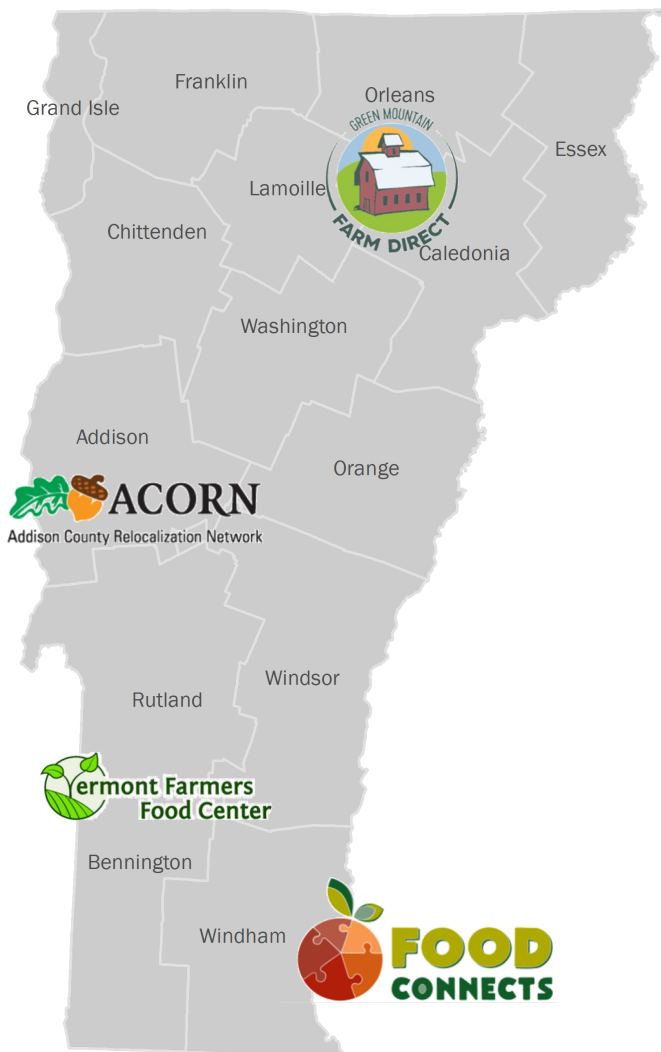 Franklin
Grand Isle
Orleans
GREEN MOUNTAIN
Essex
Lamoille
FARM DIRECT
Chittenden
Caledonia
Washington
Addison
Orange
ACORN
Addison County Relocalization Network
Windsor
Rutland
Vermont Farmers
Food Center
Bennington
Windham
FOOD
CONNECTS